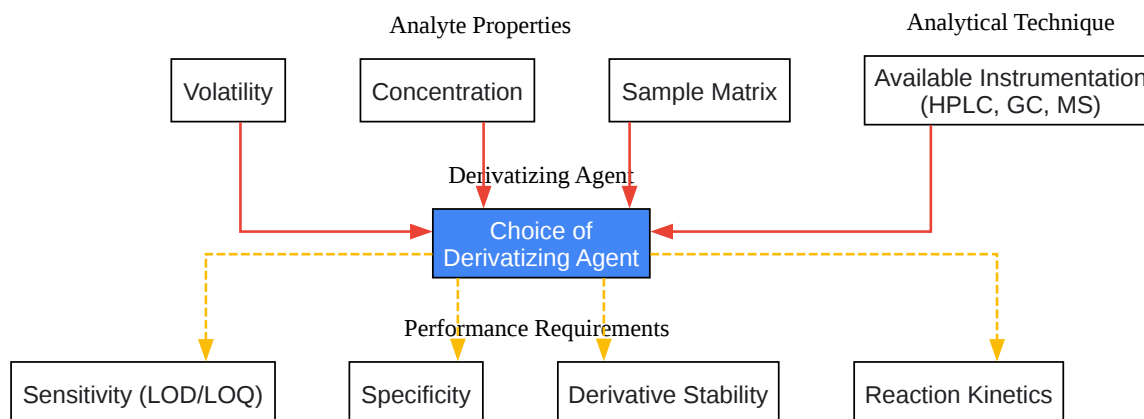 Analyte Properties
Analytical Technique
Volatility
Concentration
Sample Matrix
Available Instrumentation
(HPLC, GC, MS)
Derivatizing Agent
Choice of
Derivatizing Agent
Performance Requirements
Sensitivity (LOD/LOQ)
Specificity
Derivative Stability
Reaction Kinetics